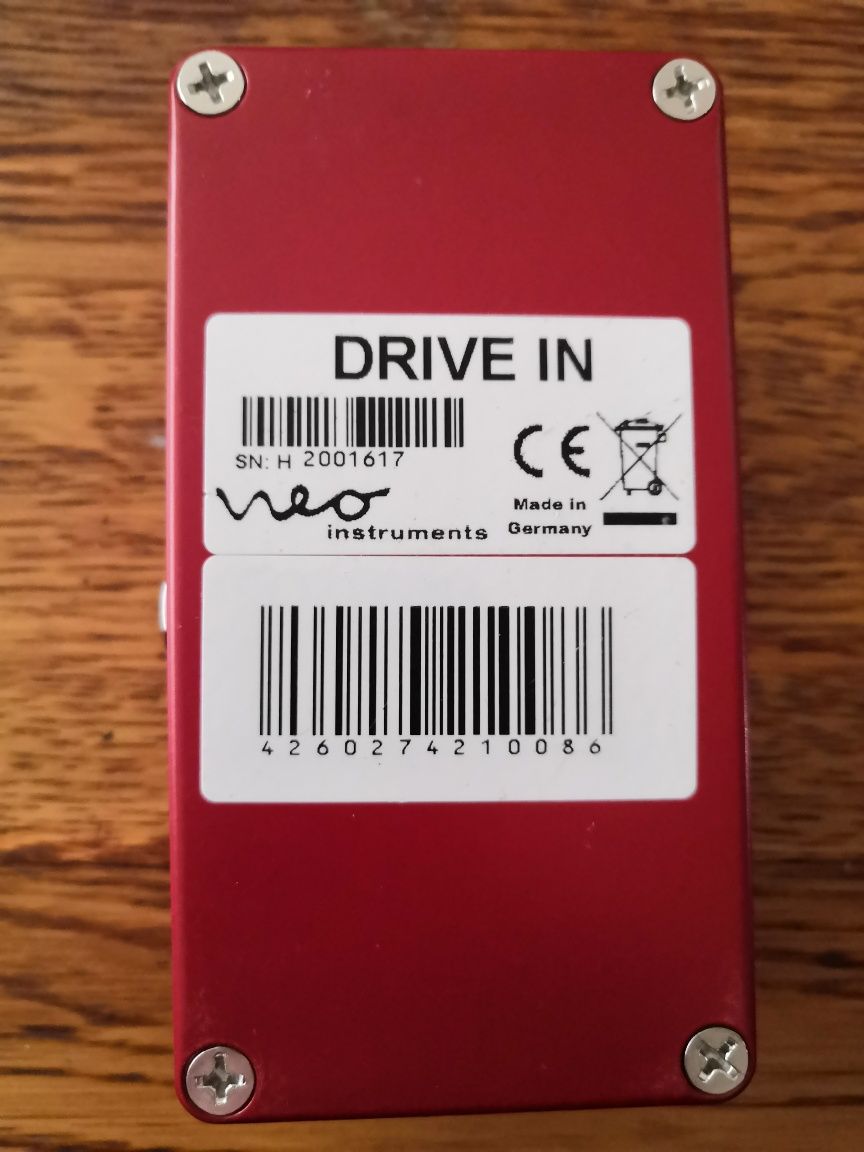 DRIVE IN
SN: H 2001617
CE
neo
instruments
Made in
Germany
4260274210086